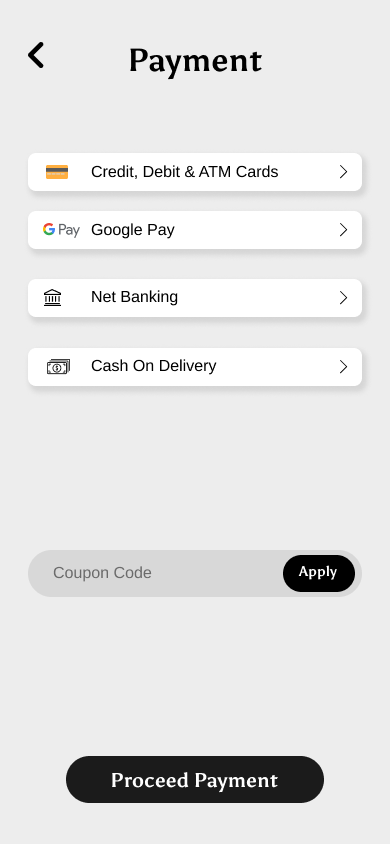 Payment
Credit, Debit & ATM Cards
G Pay Google Pay
Net Banking
Cash On Delivery
Coupon Code Apply
Proceed Payment